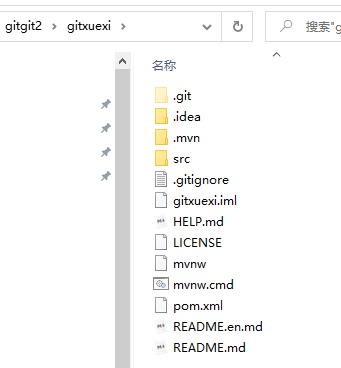 gitgit2 > gitxuexi >
搜索"g
名称
.git
.idea
.mvn
src
.gitignore
gitxuexi.iml
HELP.md
LICENSE
mvnw
mvnw.cmd
pom.xml
README.en.md
README.md